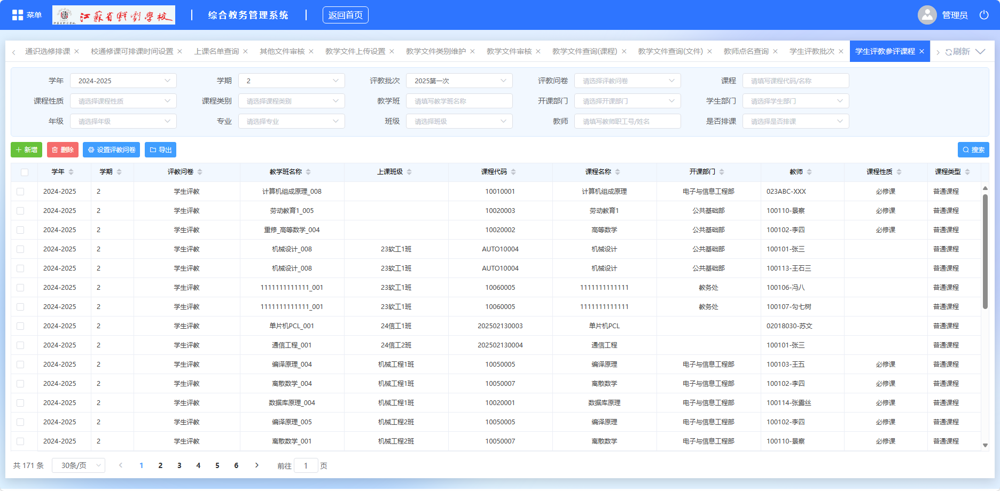 菜单 江苏省戏剧学校 综合教务管理系统 返回首页 管理员
通识选修排课 校通修课可排课时间设置 上课名单查询 其他文件审核 教学文件上传设置 教学文件类别维护 教学文件审核 教学文件查询(课程) 教学文件查询(文件) 教师点名查询 学生评教批次 学生评教参评课程 刷新
学年 2024-2025 学期 2 评教批次 2025第一次 评教问卷 请选择评教问卷 课程 请填写课程代码/名称
课程性质 请选择课程性质 课程类别 请选择课程类别 教学班 请填写教学班名称 开课部门 请选择开课部门 学生部门 请选择学生部门
年级 请选择年级 专业 请选择专业 班级 请选择班级 教师 请填写教师职工号/姓名 是否排课 请选择是否排课
新增 删除 设置评教问卷 导出 搜索
学年 学期 评教问卷 教学班名称 上课班级 课程代码 课程名称 开课部门 教师 课程性质 课程类型
2024-2025 2 学生评教 计算机组成原理_008 10010001 计算机组成原理 电子与信息工程部 023ABC-XXX 必修课 普通课程
2024-2025 2 学生评教 劳动教育1_005 10020003 劳动教育1 公共基础部 100110-景察 必修课 普通课程
2024-2025 2 学生评教 重修_高等数学_004 10020002 高等数学 公共基础部 100102-李四 必修课 普通课程
2024-2025 2 学生评教 机械设计_008 23软工1班 AUTO10004 机械设计 公共基础部 100101-张三 普通课程
2024-2025 2 学生评教 机械设计_008 23软工1班 AUTO10004 机械设计 公共基础部 100113-王石三 普通课程
2024-2025 2 学生评教 1111111111111_001 23软工1班 10060005 1111111111111 教务处 100106-冯八 普通课程
2024-2025 2 学生评教 1111111111111_001 23软工1班 10060005 1111111111111 教务处 100107-勾七树 普通课程
2024-2025 2 学生评教 单片机PCL_001 24信工1班 202502130003 单片机PCL 02018030-苏文 普通课程
2024-2025 2 学生评教 通信工程_001 24信工2班 202502130004 通信工程 100101-张三 普通课程
2024-2025 2 学生评教 编译原理_004 机械工程1班 10050005 编译原理 电子与信息工程部 100103-王五 必修课 普通课程
2024-2025 2 学生评教 离散数学_004 机械工程1班 10050007 离散数学 电子与信息工程部 100102-李四 必修课 普通课程
2024-2025 2 学生评教 数据库原理_004 机械工程1班 10020001 数据库原理 电子与信息工程部 100114-张露丝 必修课 普通课程
2024-2025 2 学生评教 编译原理_005 机械工程2班 10050005 编译原理 电子与信息工程部 100102-李四 必修课 普通课程
2024-2025 2 学生评教 离散数学_001 机械工程2班 10050007 离散数学 电子与信息工程部 100110-景察 必修课 普通课程
共 171 条 30条/页 1 2 3 4 5 6 前往 1 页